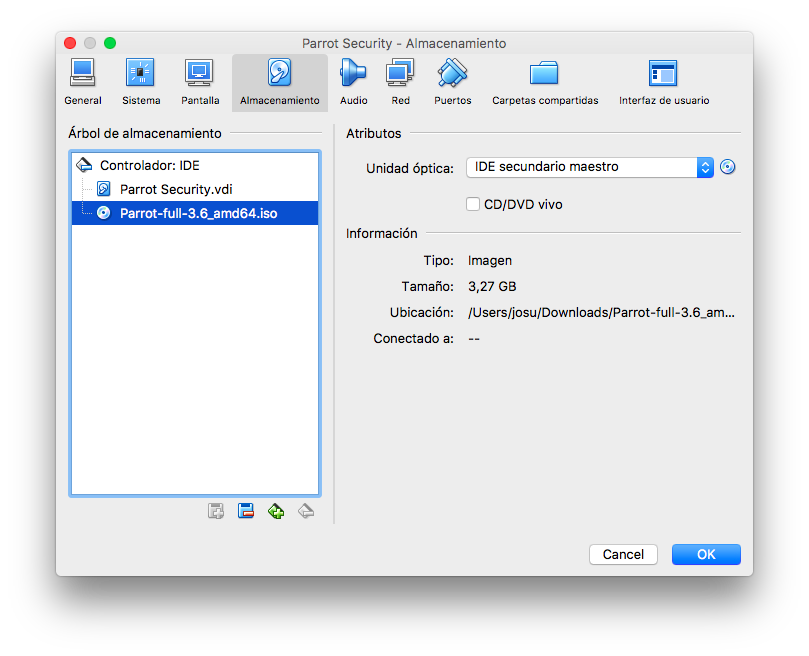 Parrot Security - Almacenamiento
General Sistema Pantalla Almacenamiento Audio Red Puertos Carpetas compartidas Interfaz de usuario
Árbol de almacenamiento
Controlador: IDE
Parrot Security.vdi
Parrot-full-3.6_amd64.iso
Atributos
Unidad óptica: IDE secundario maestro
CD/DVD vivo
Información
Tipo: Imagen
Tamaño: 3,27 GB
Ubicación: /Users/josu/Downloads/Parrot-full-3.6_am...
Conectado a: --
Cancel OK